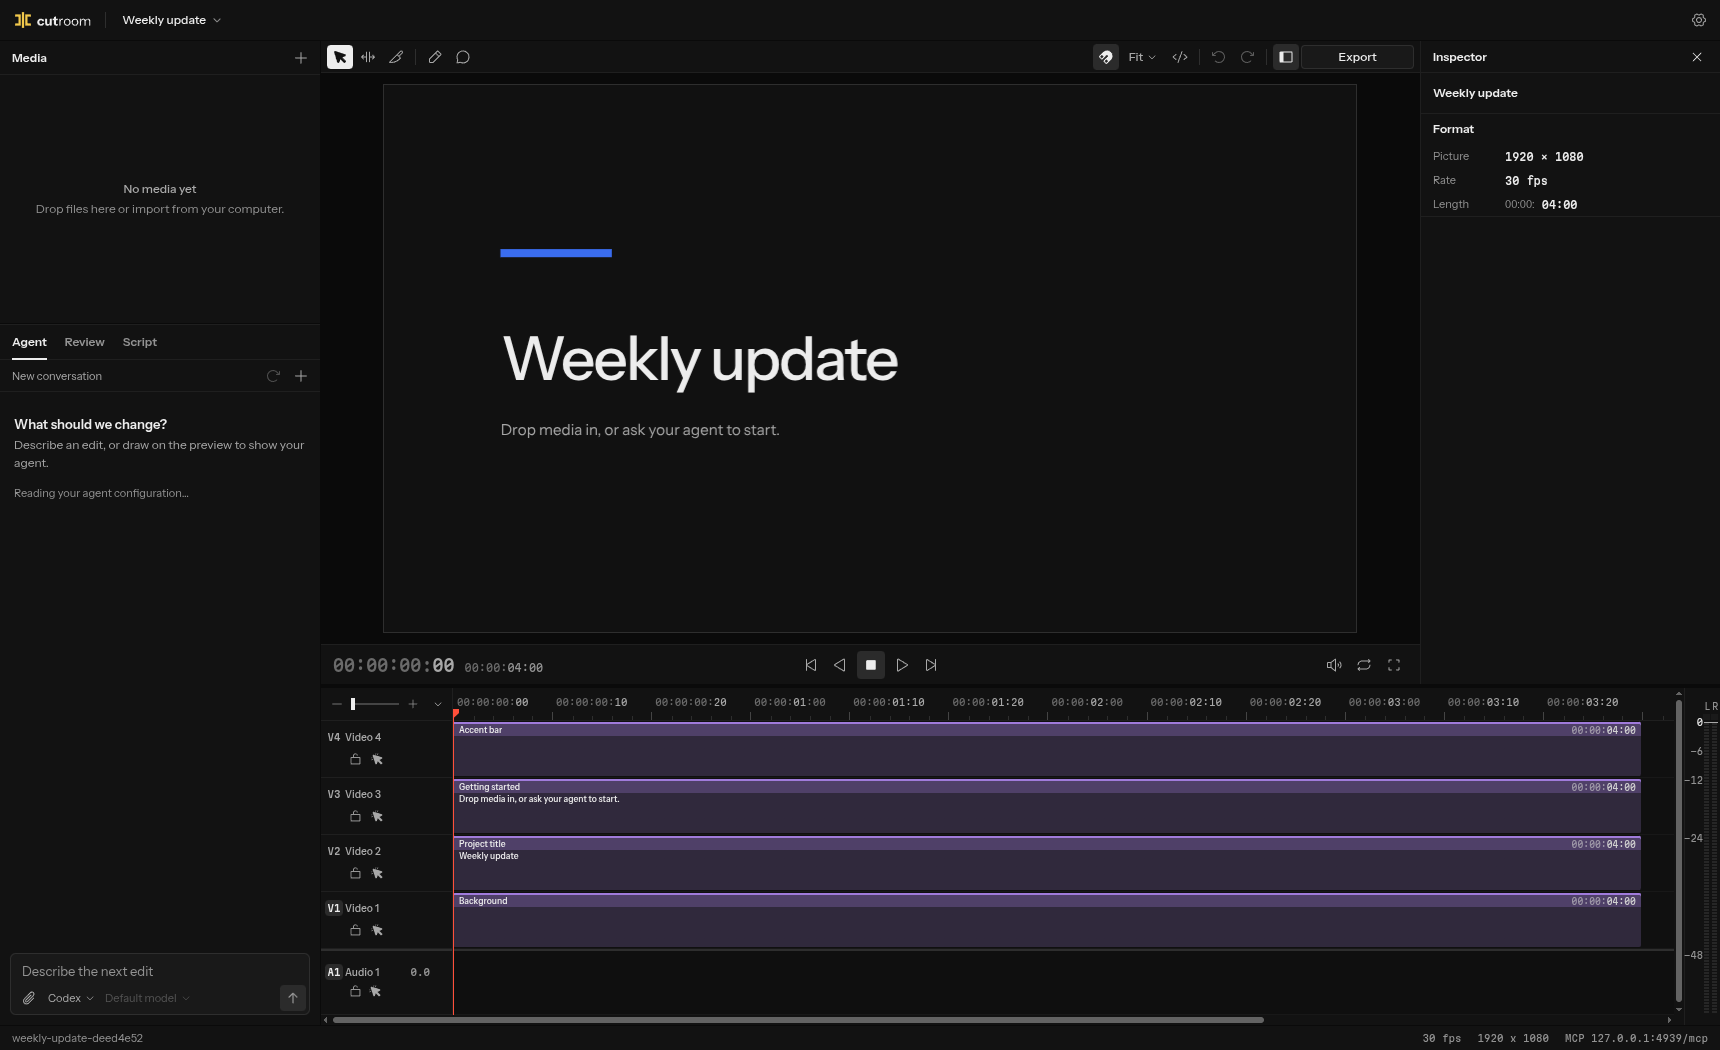 cutroom
Weekly update
Media
Fit
Export
Inspector
Weekly update
Format
Picture 1920 × 1080
Rate 30 fps
Length 00:00:04:00
No media yet
Drop files here or import from your computer.
Weekly update
Drop media in, or ask your agent to start.
Agent Review Script
New conversation
What should we change?
Describe an edit, or draw on the preview to show your
agent.
Reading your agent configuration...
Describe the next edit
Codex Default model
00:00:00:00 00:00:04:00
00:00:00:00 00:00:00:10 00:00:00:20 00:00:01:00 00:00:01:10 00:00:01:20 00:00:02:00 00:00:02:10 00:00:02:20 00:00:03:00 00:00:03:10 00:00:03:20
V4 Video 4
Accent bar 00:00:04:00
V3 Video 3
Getting started 00:00:04:00
Drop media in, or ask your agent to start.
V2 Video 2
Project title 00:00:04:00
Weekly update
V1 Video 1
Background 00:00:04:00
A1 Audio 1 0.0
L R
0
-6
-12
-24
-48
weekly-update-deed4e52
30 fps 1920 x 1080 MCP 127.0.0.1:4939/mcp